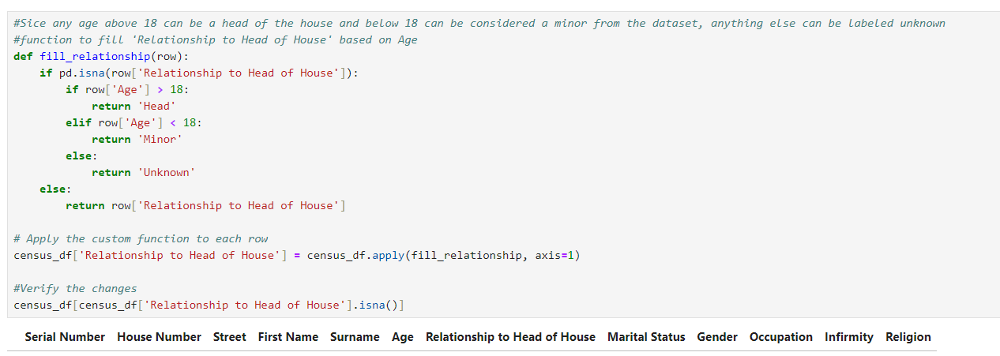 #Sice any age above 18 can be a head of the house and below 18 can be considered a minor from the dataset, anything else can be labeled unknown
#function to fill 'Relationship to Head of House' based on Age
def fill_relationship(row):
    if pd.isna(row['Relationship to Head of House']):
        if row['Age'] > 18:
            return 'Head'
        elif row['Age'] < 18:
            return 'Minor'
        else:
            return 'Unknown'
    else:
        return row['Relationship to Head of House']

# Apply the custom function to each row
census_df['Relationship to Head of House'] = census_df.apply(fill_relationship, axis=1)

#Verify the changes
census_df[census_df['Relationship to Head of House'].isna()]
Serial Number House Number Street First Name Surname Age Relationship to Head of House Marital Status Gender Occupation Infirmity Religion